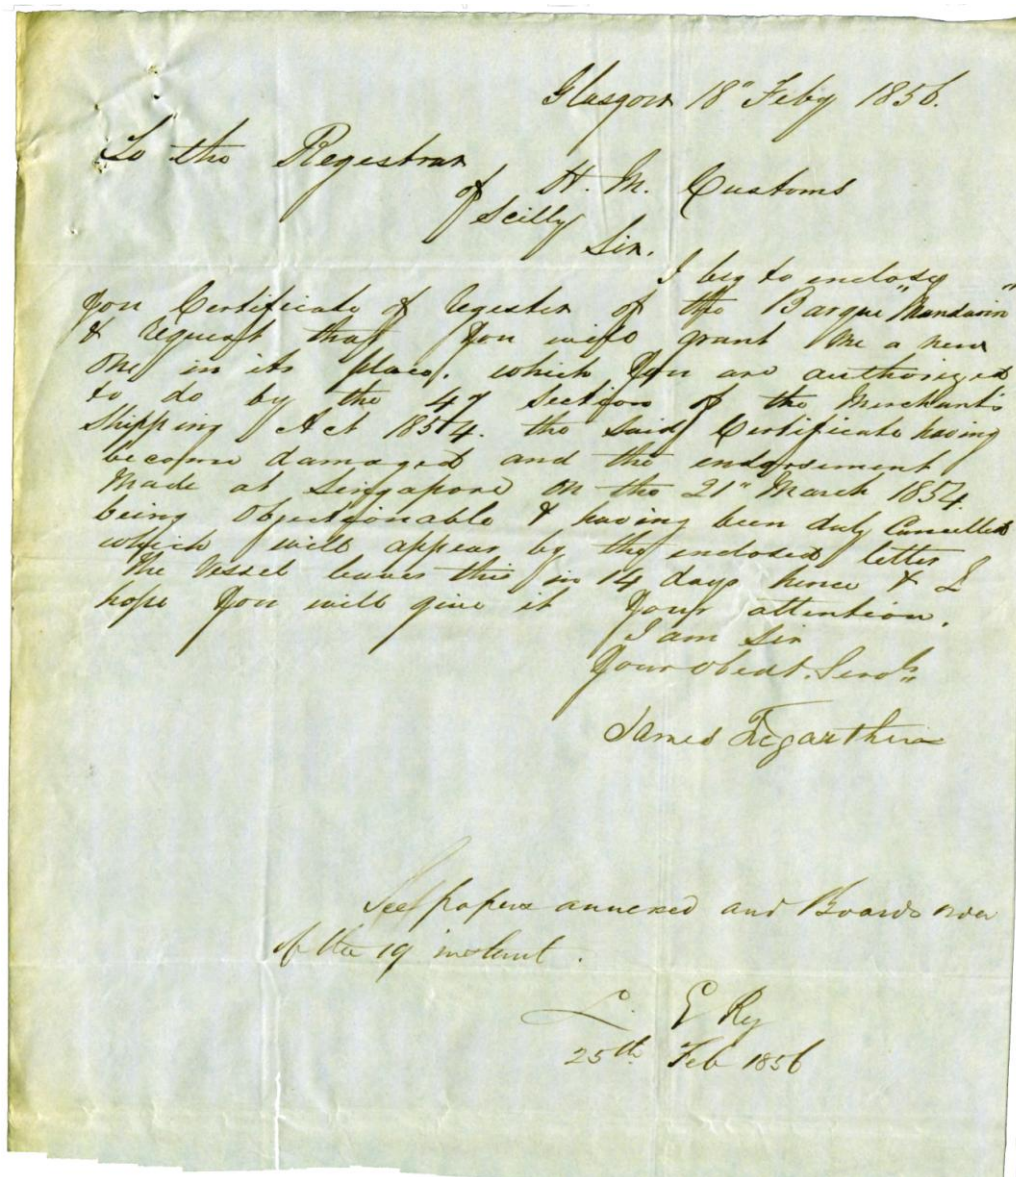 Glasgow 18" Feby 1856.
To the Registrar
of H. M. Customs
Scilly
Sir.
I beg to enclose
you Certificate of register of the Barque "Mandarin"
& request that you will grant me a new
one in its place, which you are authorized
to do by the 47 Section of the Merchants
Shipping Act 1854. the said Certificate having
become damaged and the endorsement
Made at Singapore on the 21" March 1854
being objectionable & having been duly Cancelled
which will appear by the enclosed letter
The Vessel leaves this in 14 days hence & I
hope you will give it your attention.
I am Sir
Your obedt. Servt.
James
See papers annexed and Boards
of the 19 instant.
25th Feb 1856